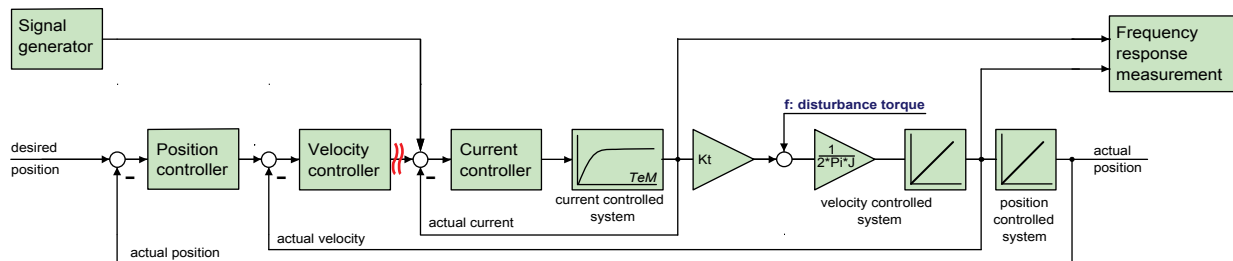 Signal
generator
Frequency
response
measurement
f: disturbance torque
desired
position
Position
controller
Velocity
controller
Current
controller
TeM
current controlled
system
Kt
1
2*Pi*J
velocity controlled
system
position
controlled
system
actual
position
actual current
actual velocity
actual position